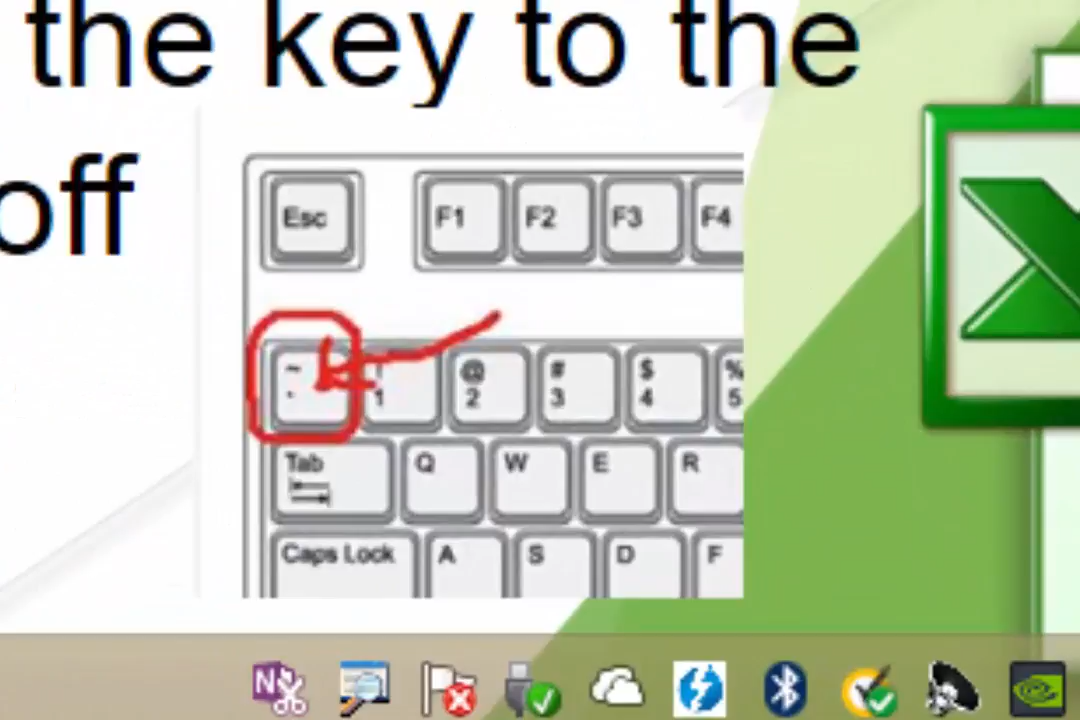 the key to the
off
Esc F1 F2 F3 F4
~ ! @ # $ %
` 1 2 3 4 5
Tab Q W E R
Caps Lock A S D F
N